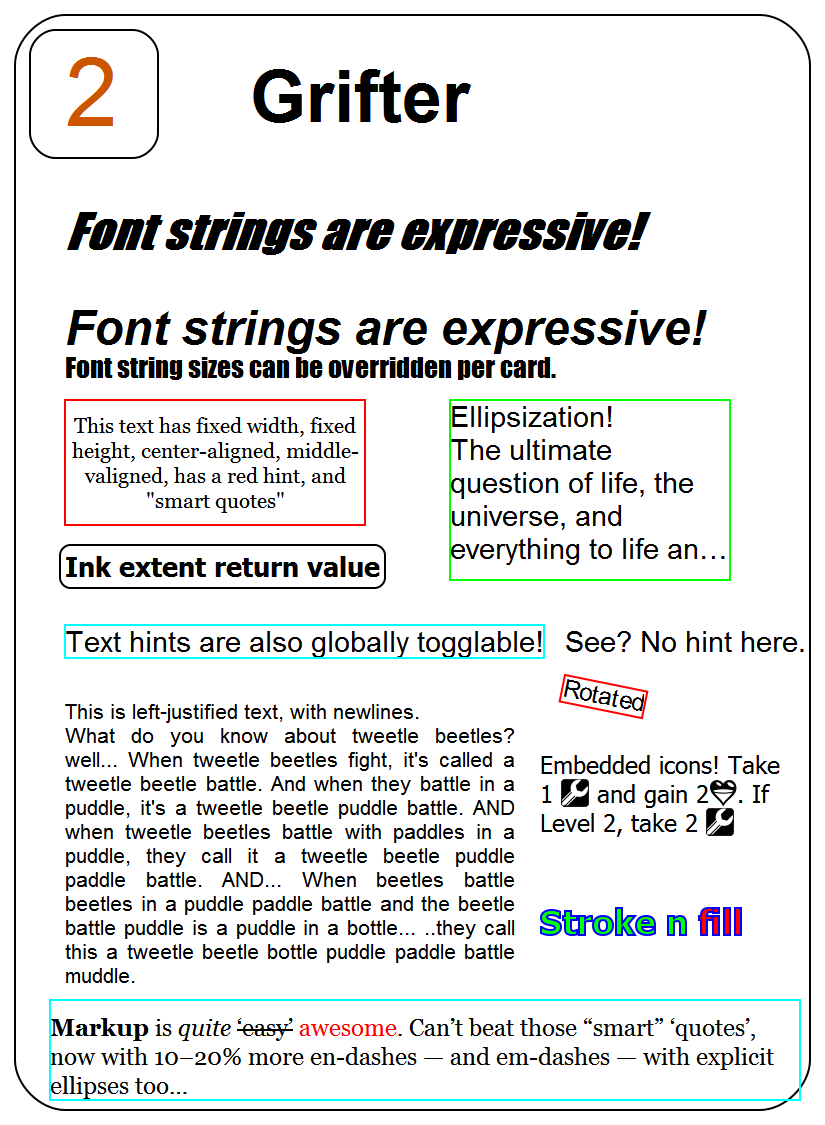 2
Grifter
Font strings are expressive!
Font strings are expressive!
Font string sizes can be overridden per card.
This text has fixed width, fixed
height, center-aligned, middle-
valigned, has a red hint, and
"smart quotes"
Ellipsization!
The ultimate
question of life, the
universe, and
everything to life an…
Ink extent return value
Text hints are also globally togglable!
See? No hint here.
Rotated
This is left-justified text, with newlines.
What do you know about tweetle beetles?
well... When tweetle beetles fight, it's called a
tweetle beetle battle. And when they battle in a
puddle, it's a tweetle beetle puddle battle. AND
when tweetle beetles battle with paddles in a
puddle, they call it a tweetle beetle puddle
paddle battle. AND... When beetles battle
beetles in a puddle paddle battle and the beetle
battle puddle is a puddle in a bottle... ..they call
this a tweetle beetle bottle puddle paddle battle
muddle.
Embedded icons! Take
1 and gain 2. If
Level 2, take 2
Stroke n fill
Markup is quite ‘easy’ awesome. Can’t beat those “smart” ‘quotes’,
now with 10–20% more en-dashes — and em-dashes — with explicit
ellipses too…